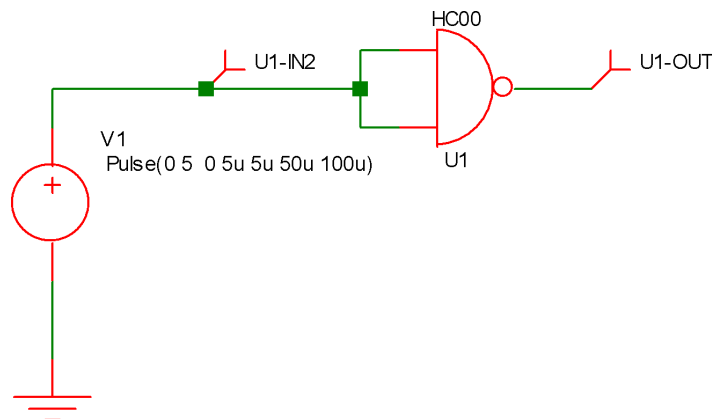 HC00
U1-IN2
U1-OUT
V1
Pulse(0 5 0 5u 5u 50u 100u)
U1